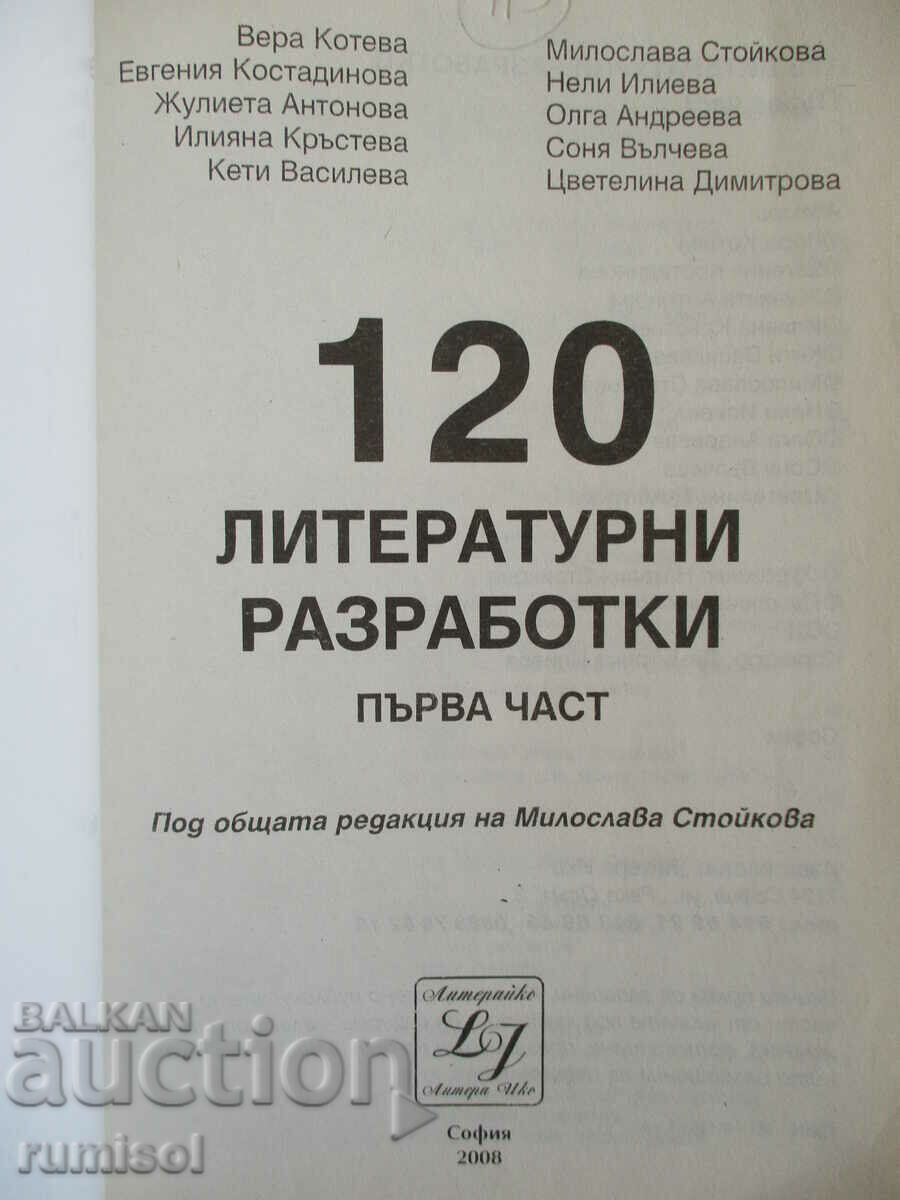 Вера Котева
Евгения Костадинова
Жулиета Антонова
Илияна Кръстева
Кети Василева
Милослава Стойкова
Нели Илиева
Олга Андреева
Соня Вълчева
Цветелина Димитрова
120
ЛИТЕРАТУРНИ
РАЗРАБОТКИ
ПЪРВА ЧАСТ
Под общата редакция на Милослава Стойкова
Литерайко
LJ
Литера Ико
София
2008
BALKAN
auction
rumisol